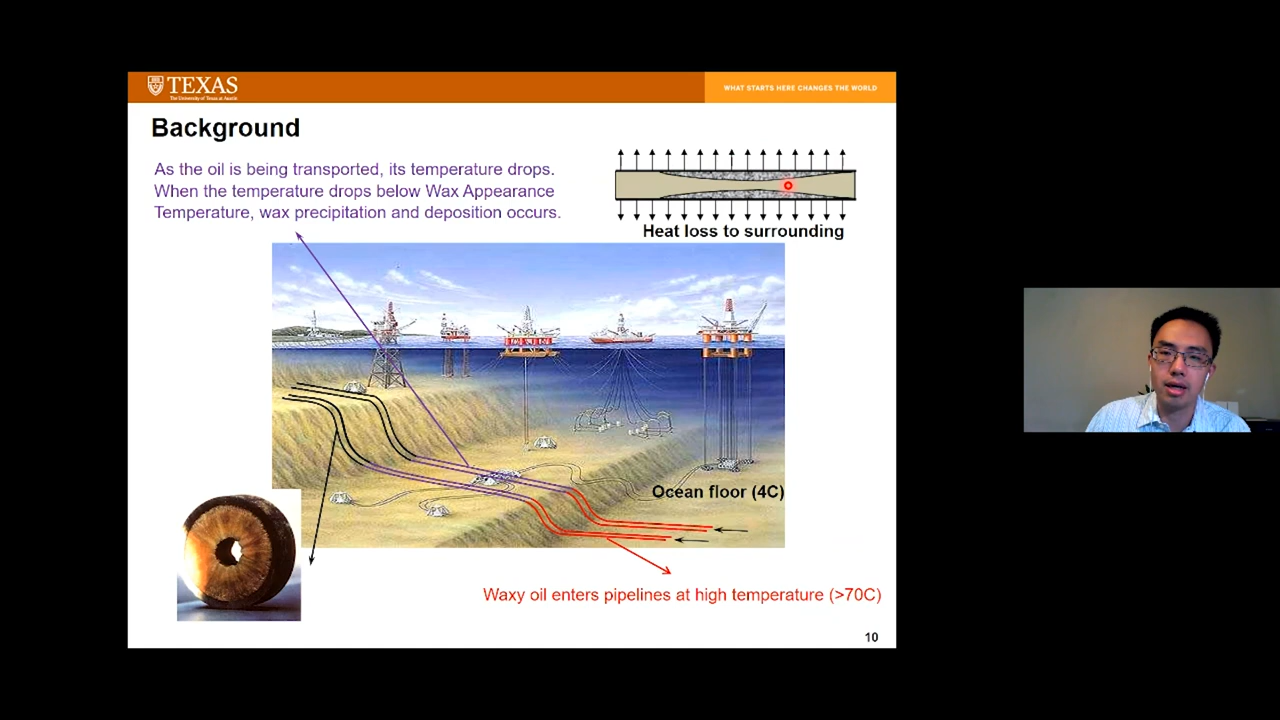 TEXAS
The University of Texas at Austin
WHAT STARTS HERE CHANGES THE WORLD
Background
As the oil is being transported, its temperature drops.
When the temperature drops below Wax Appearance
Temperature, wax precipitation and deposition occurs.
Heat loss to surrounding
Ocean floor (4C)
Waxy oil enters pipelines at high temperature (>70C)
10